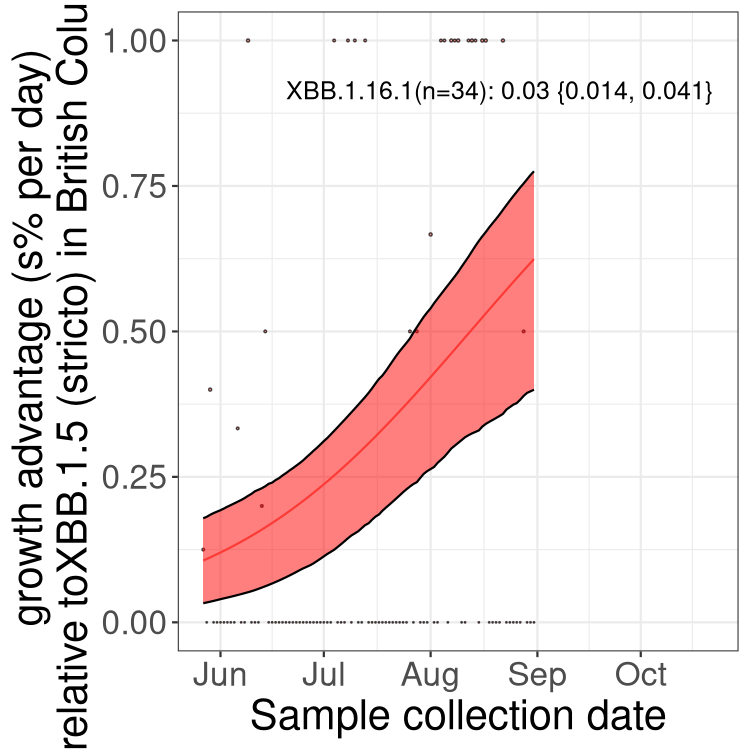 growth advantage (s% per day)
relative toXBB.1.5 (stricto) in British Colu
1.00
0.75
0.50
0.25
0.00
XBB.1.16.1(n=34): 0.03 {0.014, 0.041}
Jun Jul Aug Sep Oct
Sample collection date